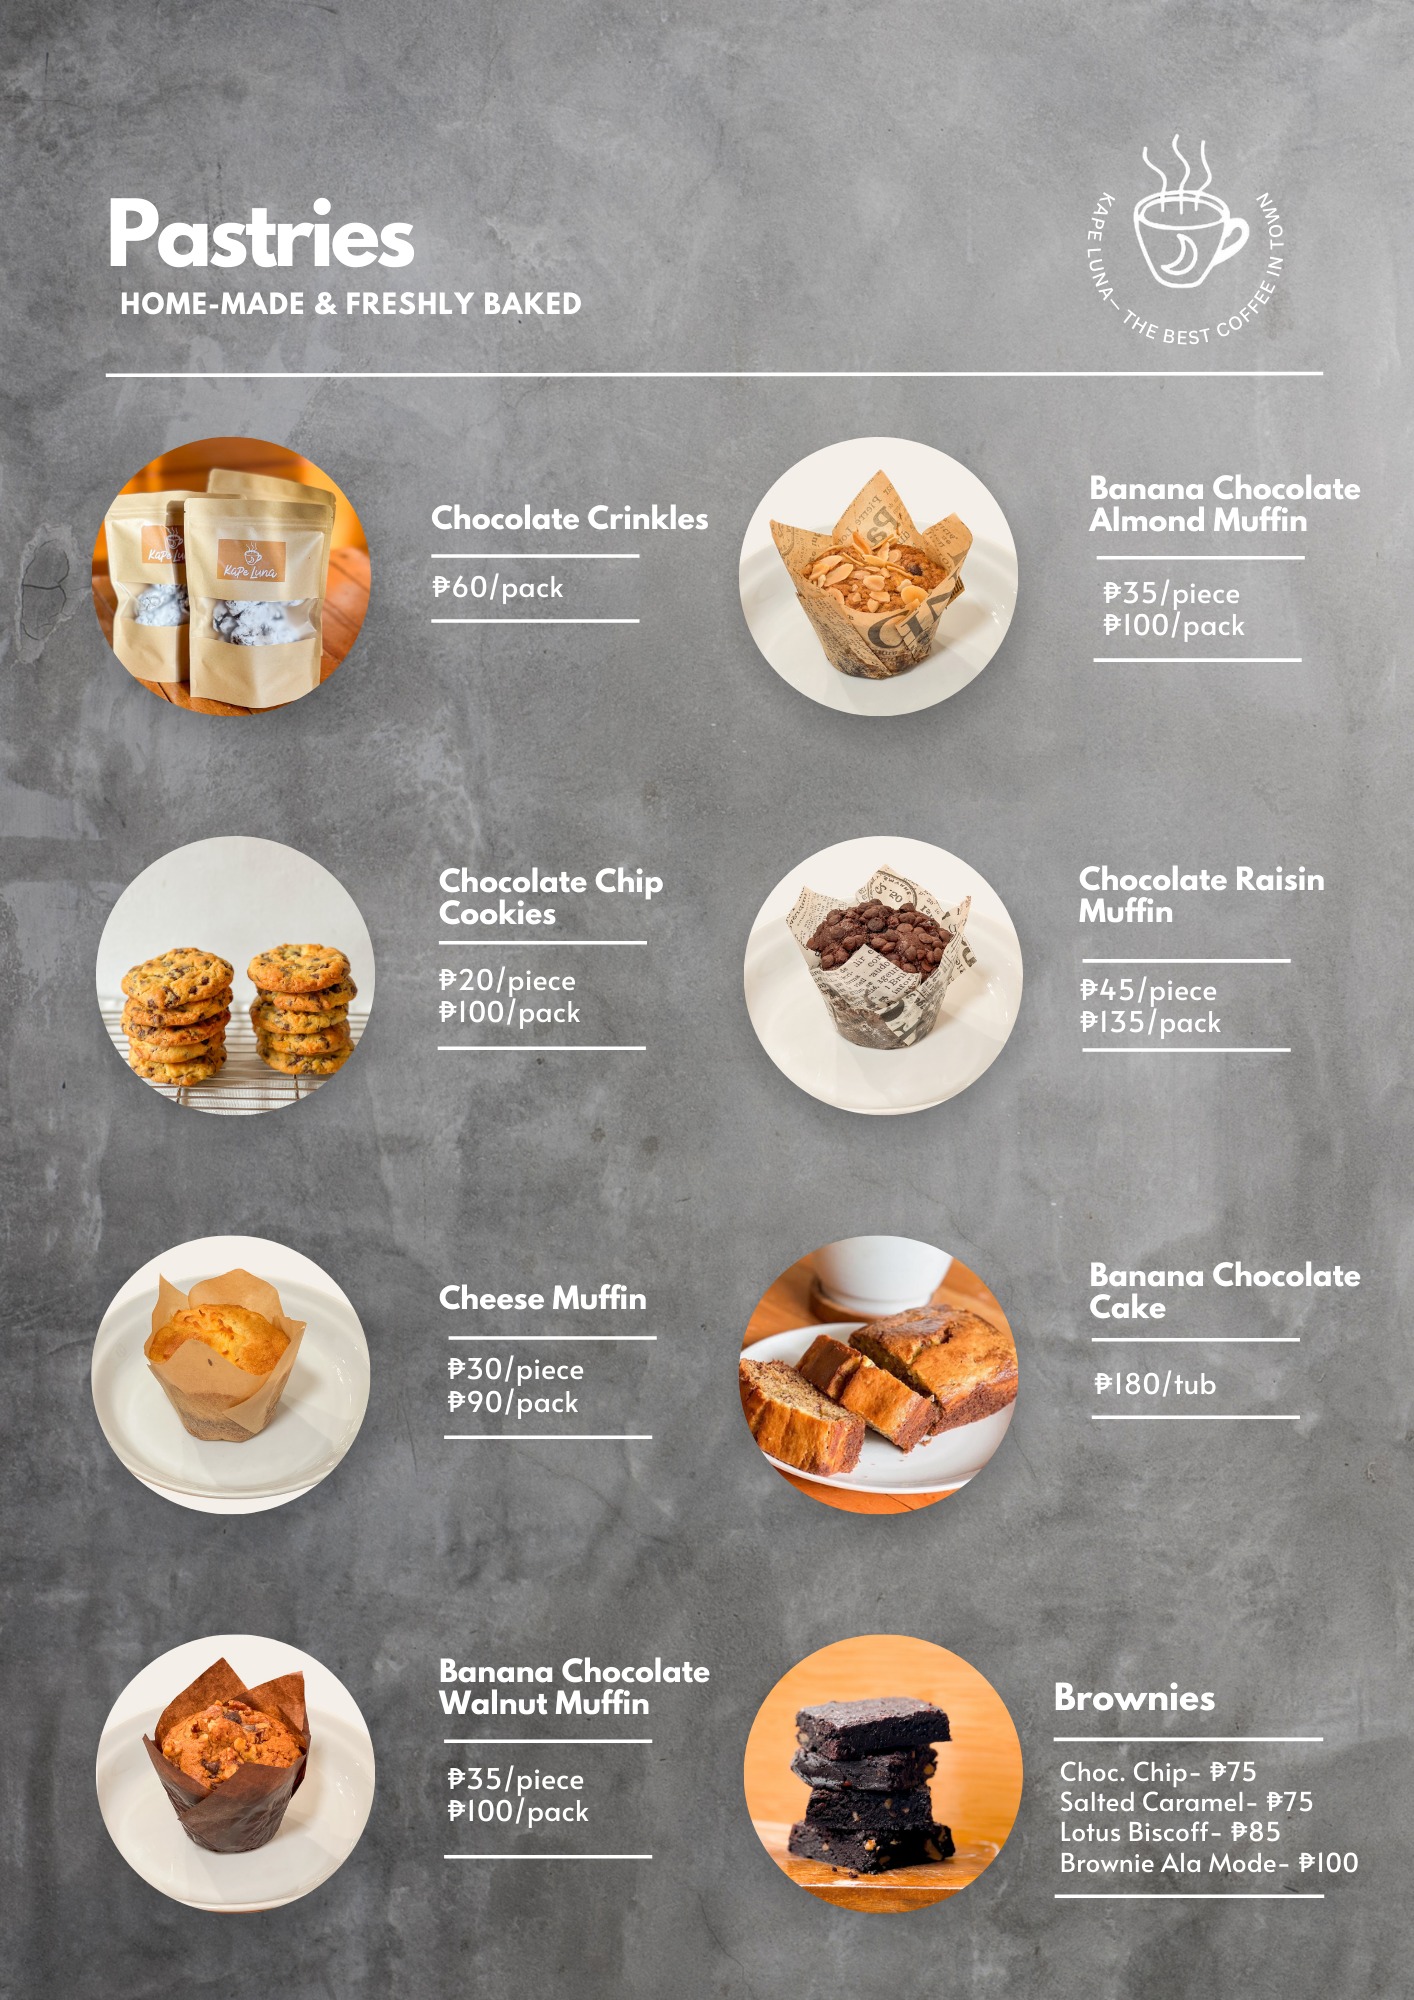 Pastries
HOME-MADE & FRESHLY BAKED
KAPE LUNA— THE BEST COFFEE IN TOWN
Kape Luna
Chocolate Crinkles
₱60/pack
Banana Chocolate
Almond Muffin
₱35/piece
₱100/pack
Chocolate Chip
Cookies
₱20/piece
₱100/pack
Chocolate Raisin
Muffin
₱45/piece
₱135/pack
Cheese Muffin
₱30/piece
₱90/pack
Banana Chocolate
Cake
₱180/tub
Banana Chocolate
Walnut Muffin
₱35/piece
₱100/pack
Brownies
Choc. Chip- ₱75
Salted Caramel- ₱75
Lotus Biscoff- ₱85
Brownie Ala Mode- ₱100